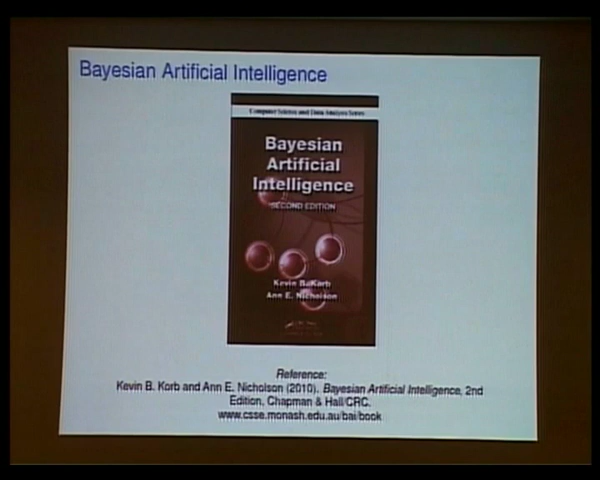 Bayesian Artificial Intelligence
Computer Science and Data Analysis Series
Bayesian
Artificial
Intelligence
SECOND EDITION
Kevin B. Korb
Ann E. Nicholson
Reference:
Kevin B. Korb and Ann E. Nicholson (2010). Bayesian Artificial Intelligence, 2nd
Edition, Chapman & Hall/CRC.
www.csse.monash.edu.au/bai/book